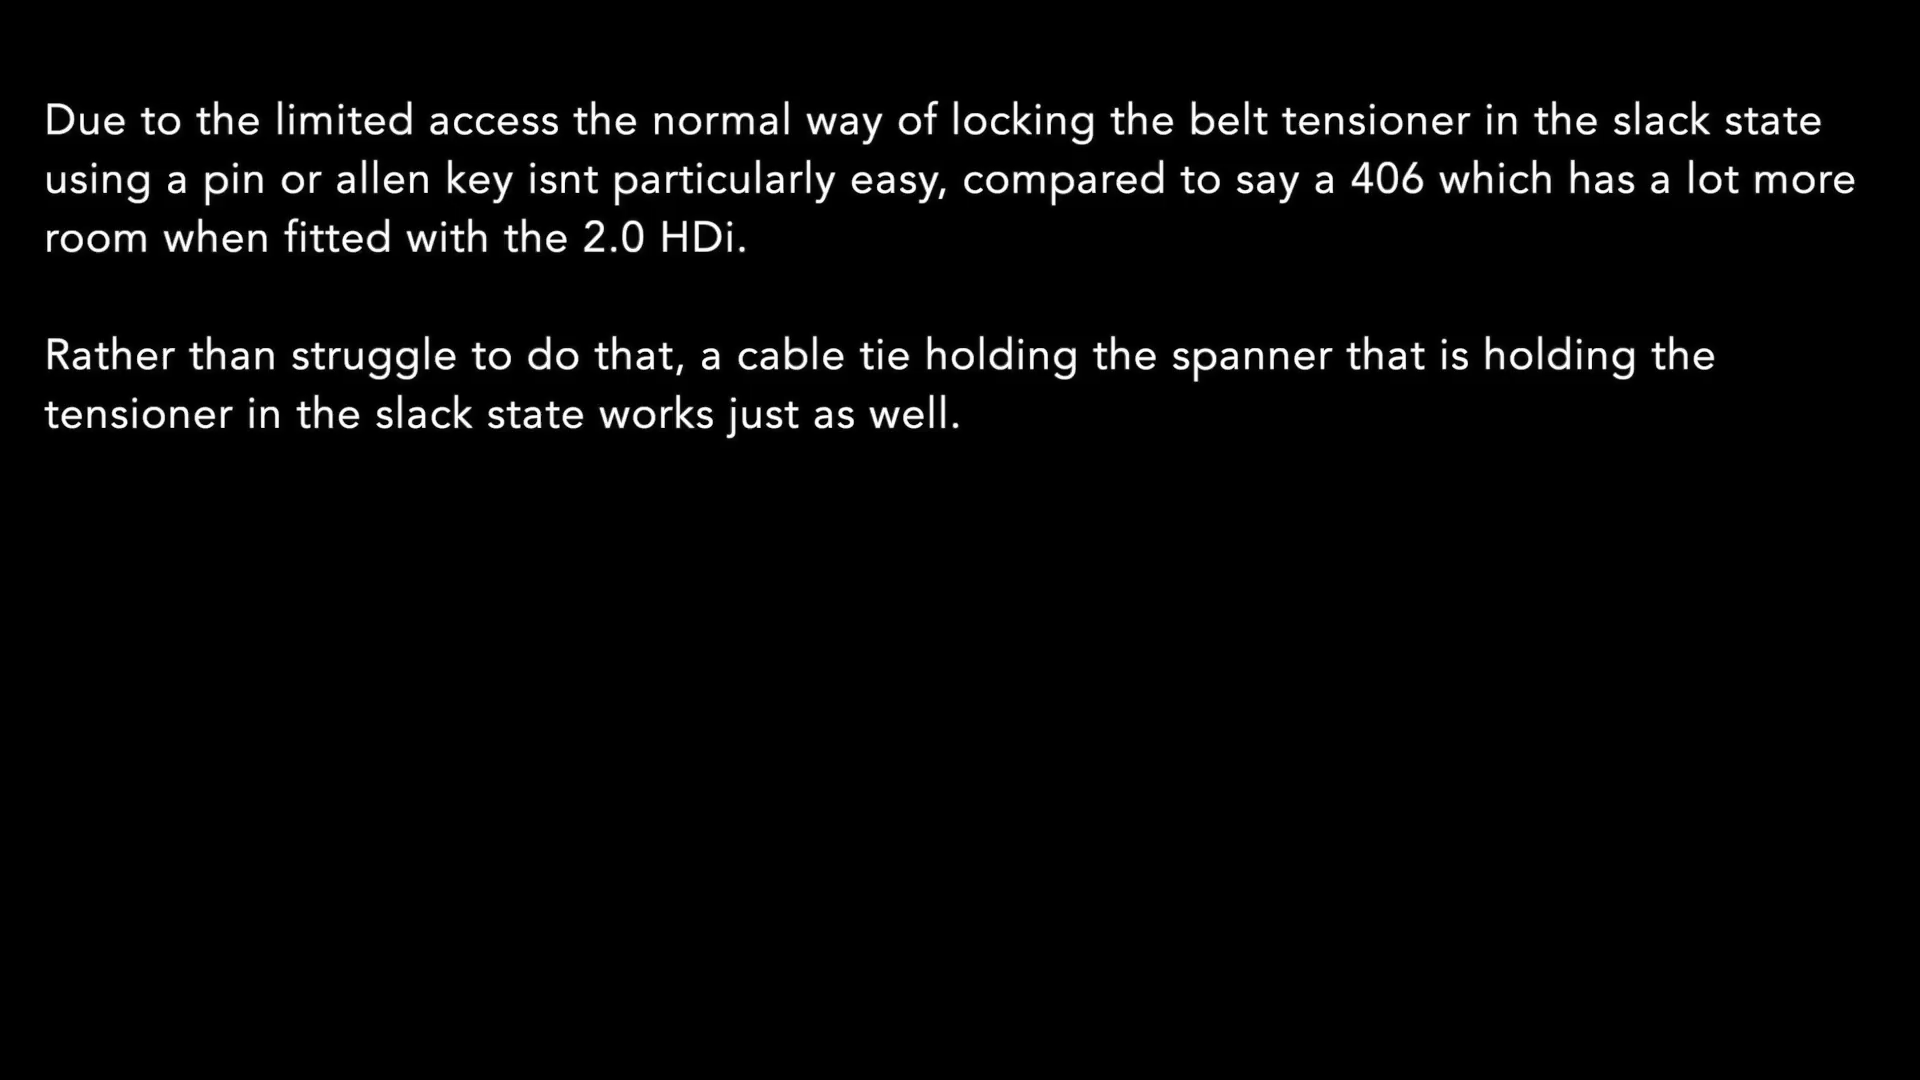 Due to the limited access the normal way of locking the belt tensioner in the slack state
using a pin or allen key isnt particularly easy, compared to say a 406 which has a lot more
room when fitted with the 2.0 HDi.
Rather than struggle to do that, a cable tie holding the spanner that is holding the
tensioner in the slack state works just as well.